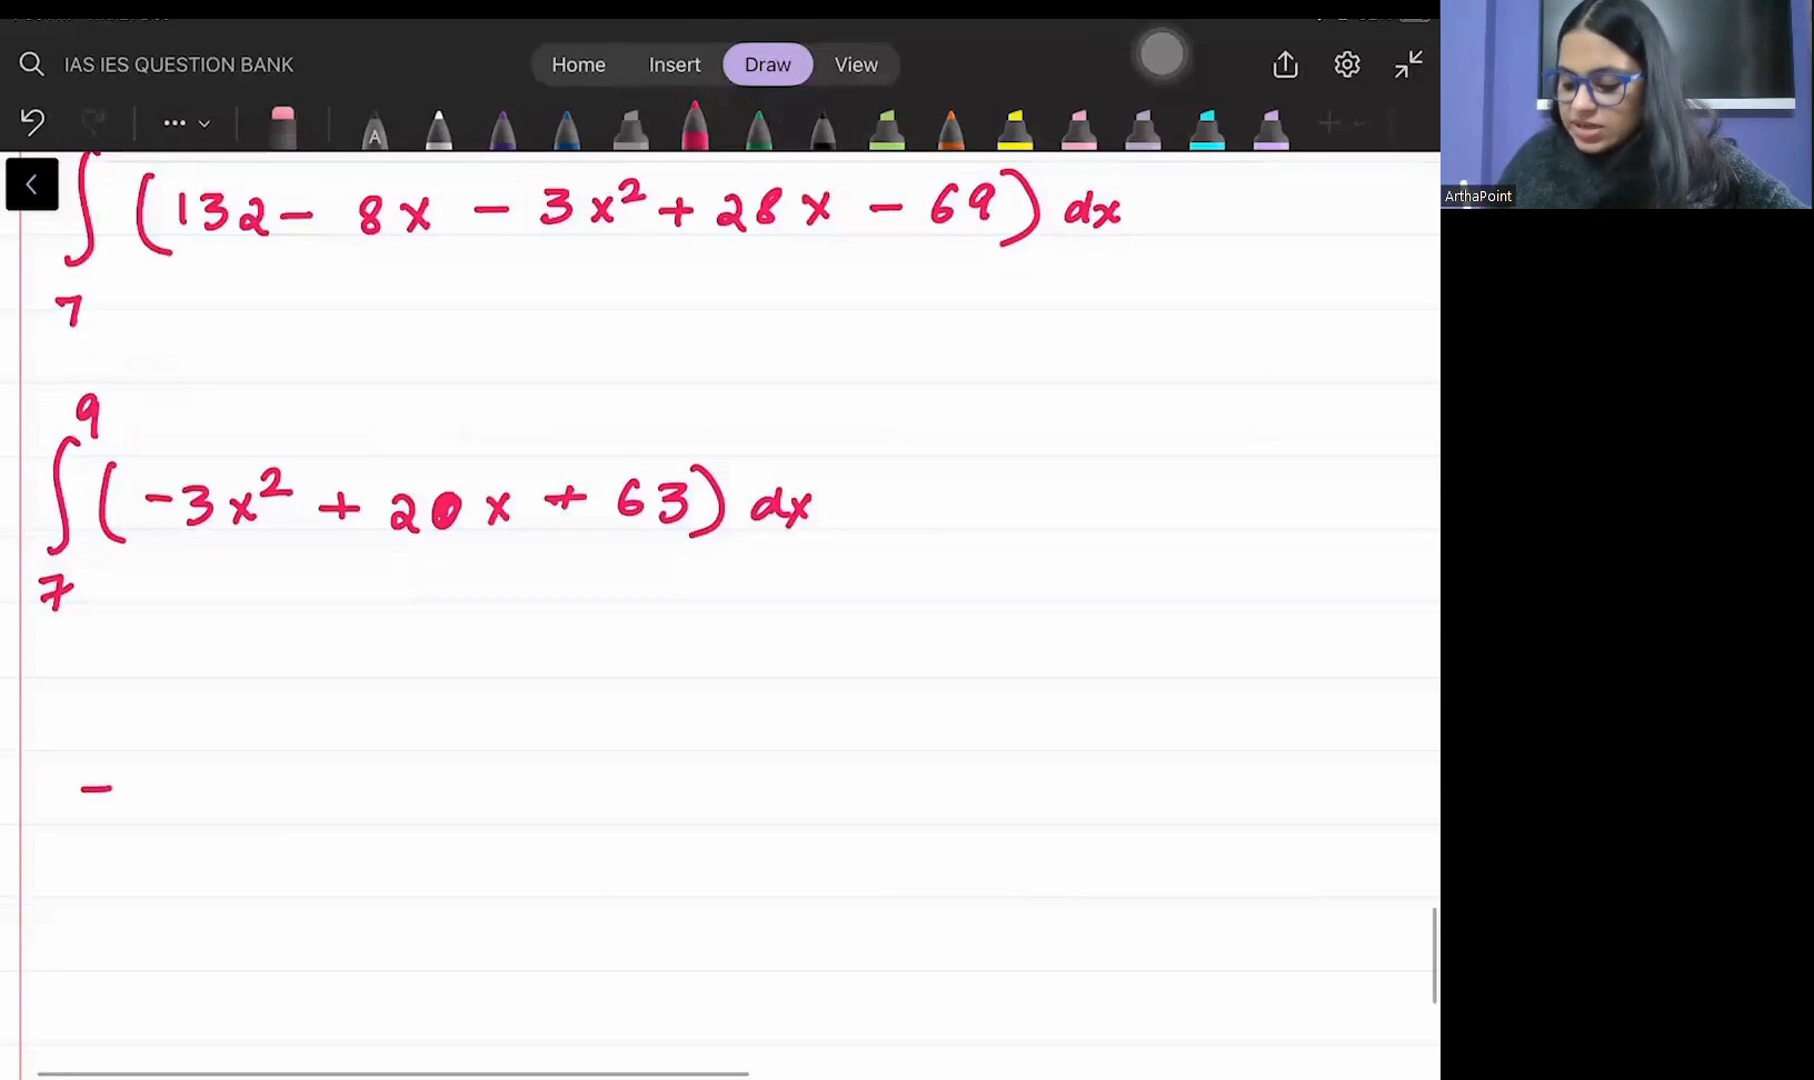 IAS IES QUESTION BANK
Home Insert Draw View
A
ArthaPoint
∫ (132 - 8x - 3x² + 28x - 69) dx
7
9
∫ (-3x² + 20x + 63) dx
7
-